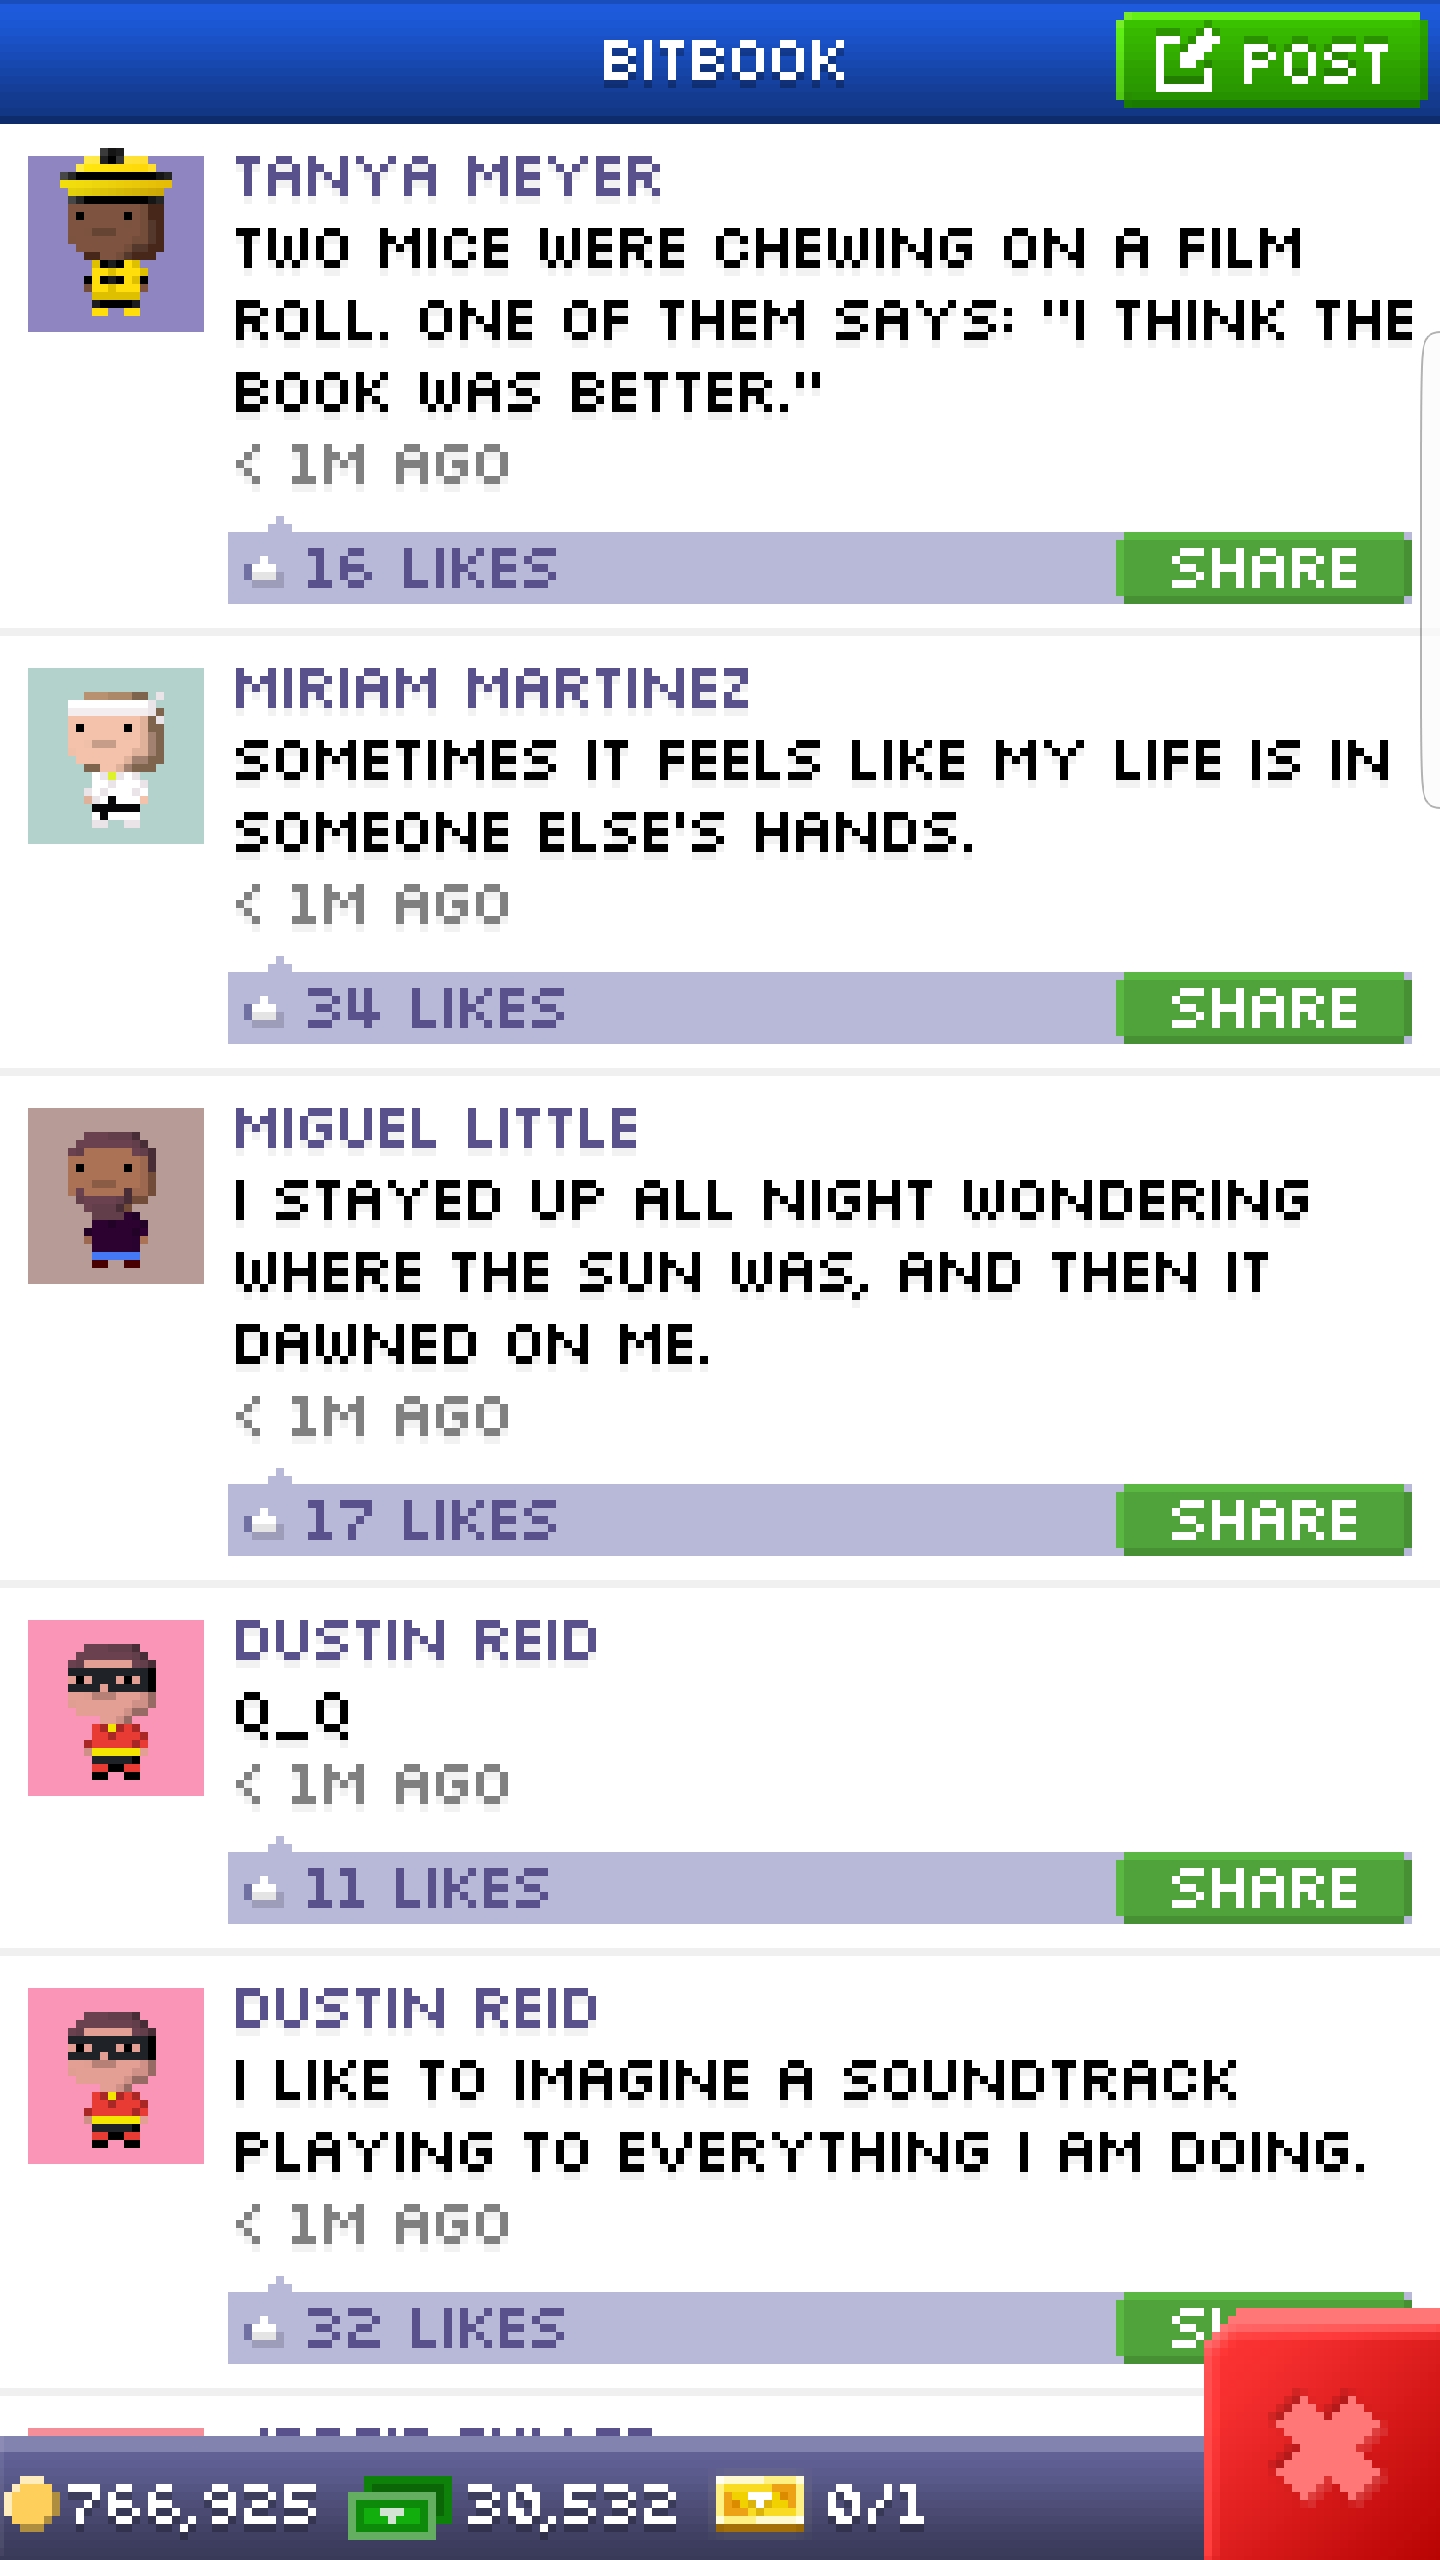 BITBOOK
POST
TANYA MEYER
TWO MICE WERE CHEWING ON A FILM
ROLL. ONE OF THEM SAYS: "I THINK THE
BOOK WAS BETTER."
< 1M AGO
16 LIKES
SHARE
MIRIAM MARTINEZ
SOMETIMES IT FEELS LIKE MY LIFE IS IN
SOMEONE ELSE'S HANDS.
< 1M AGO
34 LIKES
SHARE
MIGUEL LITTLE
I STAYED UP ALL NIGHT WONDERING
WHERE THE SUN WAS, AND THEN IT
DAWNED ON ME.
< 1M AGO
17 LIKES
SHARE
DUSTIN REID
Q_Q
< 1M AGO
11 LIKES
SHARE
DUSTIN REID
I LIKE TO IMAGINE A SOUNDTRACK
PLAYING TO EVERYTHING I AM DOING.
< 1M AGO
32 LIKES
766,925
30,532
0/1